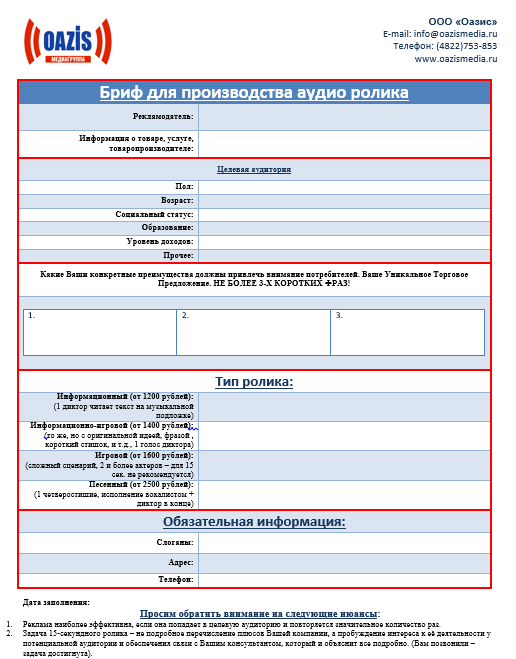 OAZIS
МЕДИАГРУППА
ООО «Оазис»
E-mail: info@oazismedia.ru
Телефон: (4822)753-853
www.oazismedia.ru
Бриф для производства аудио ролика
Рекламодатель:
Информация о товаре, услуге,
товаропроизводителе:
Целевая аудитория
Пол:
Возраст:
Социальный статус:
Образование:
Уровень доходов:
Прочее:
Какие Ваши конкретные преимущества должны привлечь внимание потребителей. Ваше Уникальное Торговое
Предложение. НЕ БОЛЕЕ 3-Х КОРОТКИХ ФРАЗ!
1. 2. 3.
Тип ролика:
Информационный (от 1200 рублей):
(1 диктор читает текст на музыкальной
подложке)
Информационно-игровой (от 1400 рублей):
(то же, но с оригинальной идеей, фразой ,
короткий стишок, и т.д., 1 голос диктора)
Игровой (от 1600 рублей):
(сложный сценарий, 2 и более актеров – для 15
сек. не рекомендуется)
Песенный (от 2500 рублей):
(1 четверостишие, исполнение вокалистом +
диктор в конце)
Обязательная информация:
Слоганы:
Адрес:
Телефон:
Дата заполнения:
Просим обратить внимание на следующие нюансы:
1. Реклама наиболее эффективна, если она попадает в целевую аудиторию и повторяется значительное количество раз.
2. Задача 15-секундного ролика – не подробное перечисление плюсов Вашей компании, а пробуждение интереса к её деятельности у
потенциальной аудитории и обеспечения связи с Вашим консультантом, который и объяснит все подробно. (Вам позвонили –
задача достигнута).